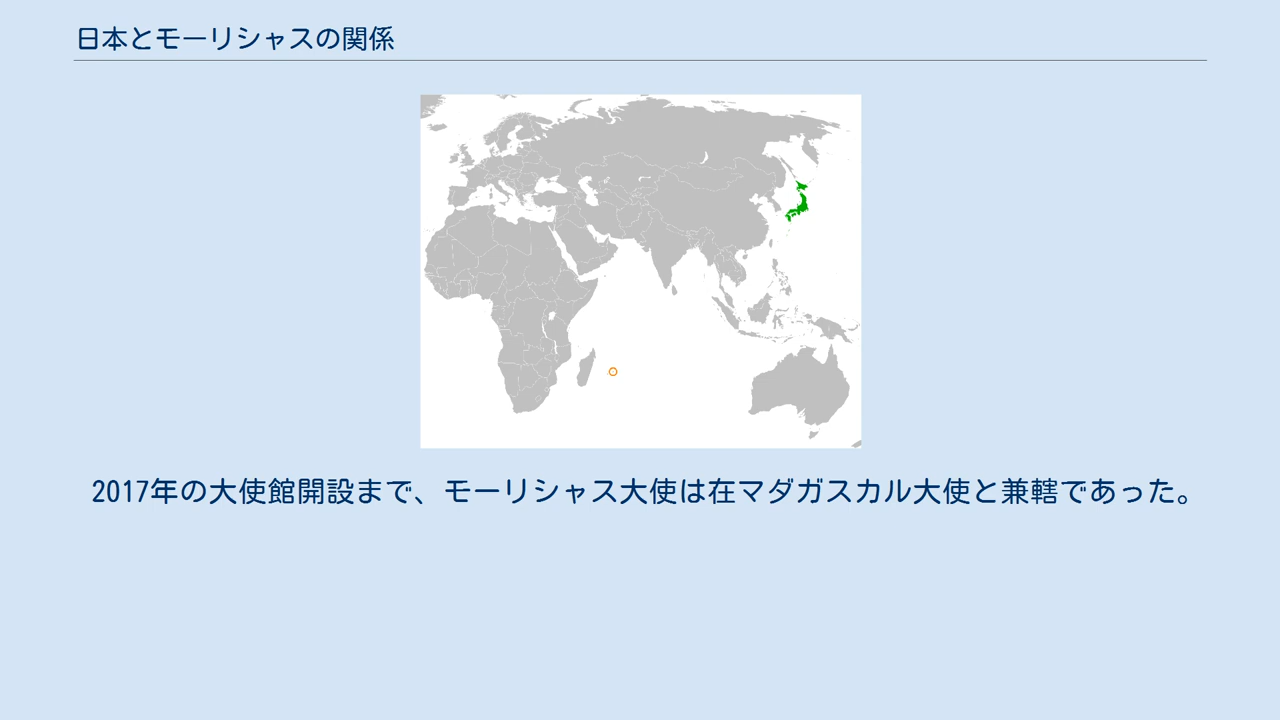 日本とモーリシャスの関係
2017年の大使館開設まで、モーリシャス大使は在マダガスカル大使と兼轄であった。